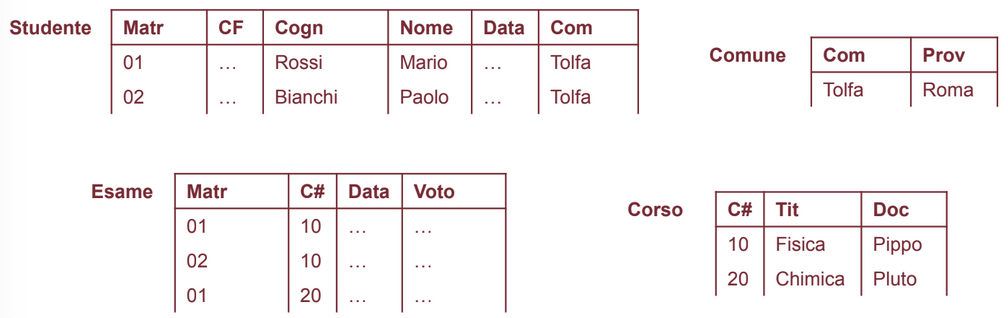 Studente
Matr CF Cogn Nome Data Com
01 … Rossi Mario … Tolfa
02 … Bianchi Paolo … Tolfa
Comune
Com Prov
Tolfa Roma
Esame
Matr C# Data Voto
01 10 … …
02 10 … …
01 20 … …
Corso
C# Tit Doc
10 Fisica Pippo
20 Chimica Pluto